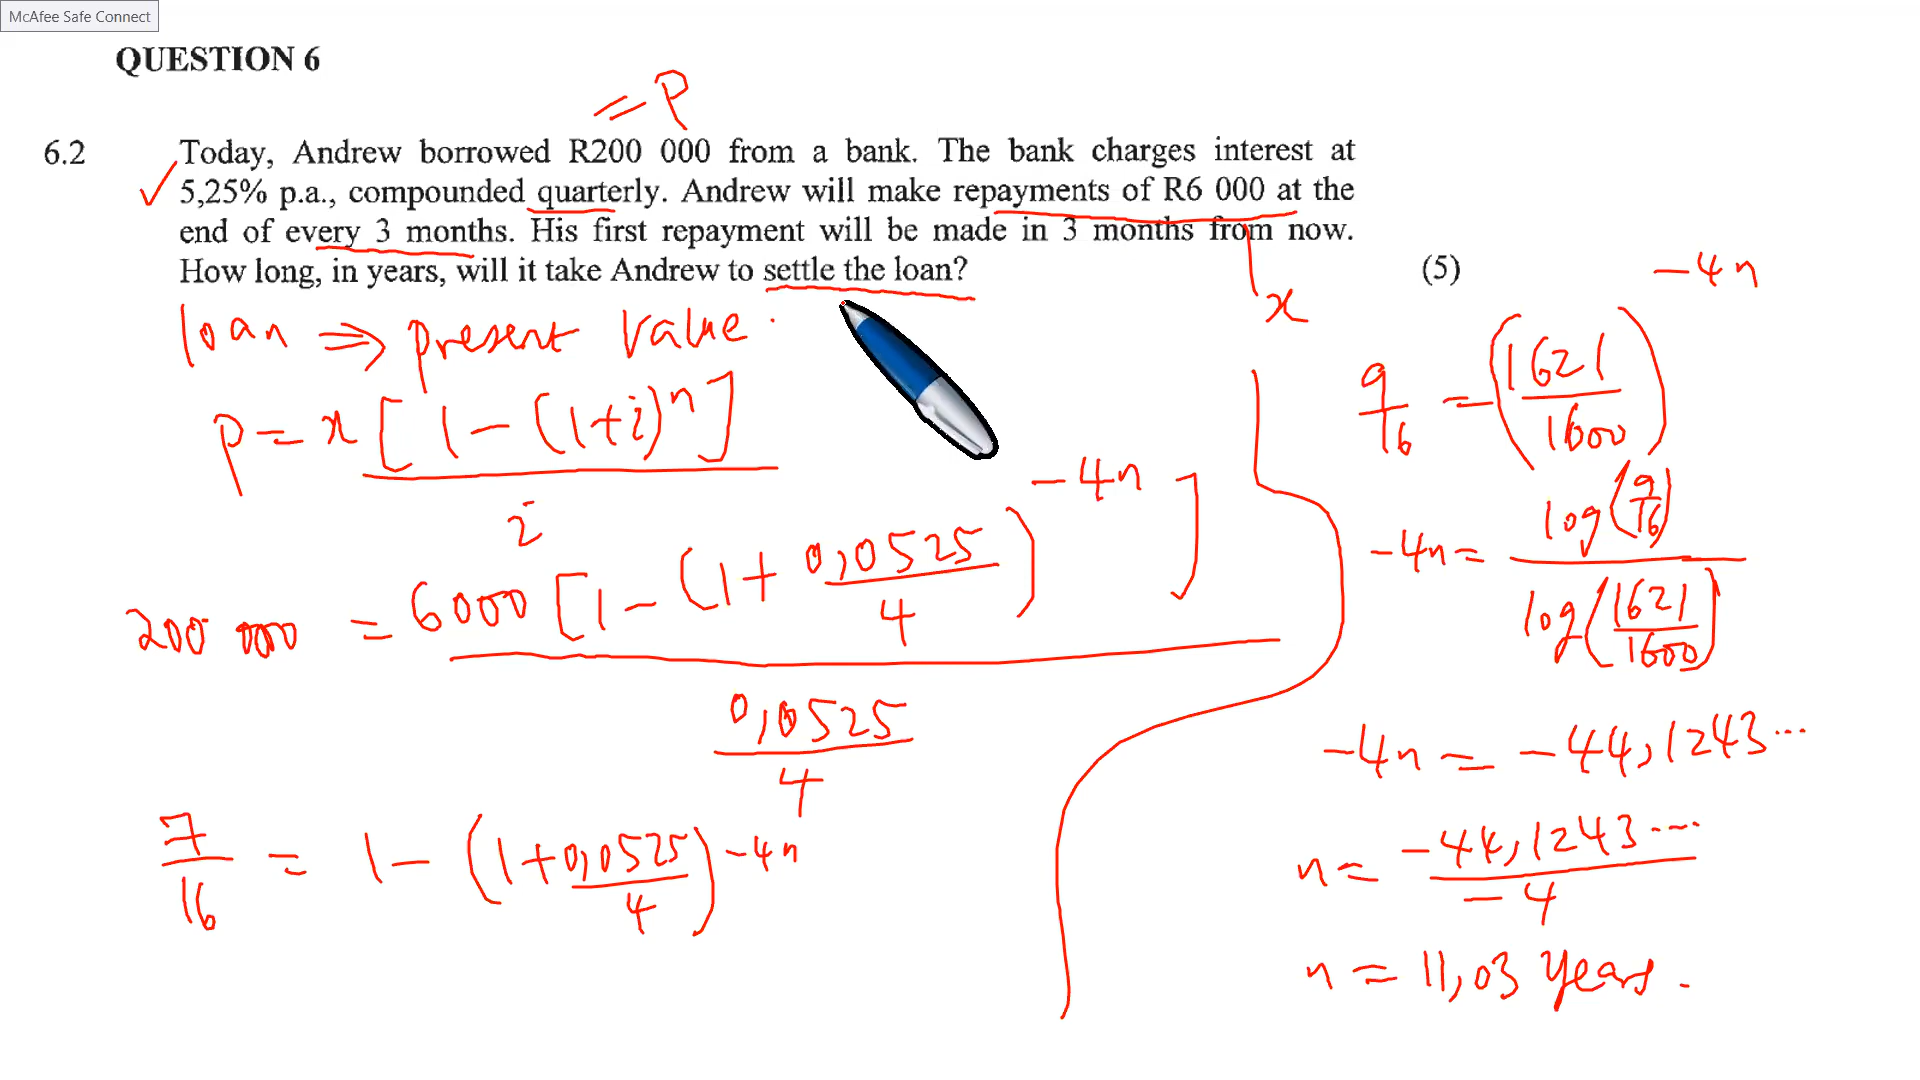 McAfee Safe Connect
QUESTION 6
= P
6.2 Today, Andrew borrowed R200 000 from a bank. The bank charges interest at
5,25% p.a., compounded quarterly. Andrew will make repayments of R6 000 at the
end of every 3 months. His first repayment will be made in 3 months from now.
How long, in years, will it take Andrew to settle the loan? (5)
x
loan ⇒ present value.
P = x[1 - (1+i)^n] / i
200 000 = 6000[1 - (1 + 0,0525/4)^-4n] / (0,0525/4)
7/16 = 1 - (1 + 0,0525/4)^-4n
9/16 = (1621/1600)^-4n
-4n = log(9/16) / log(1621/1600)
-4n = -44,1243...
n = -44,1243... / -4
n = 11,03 years.